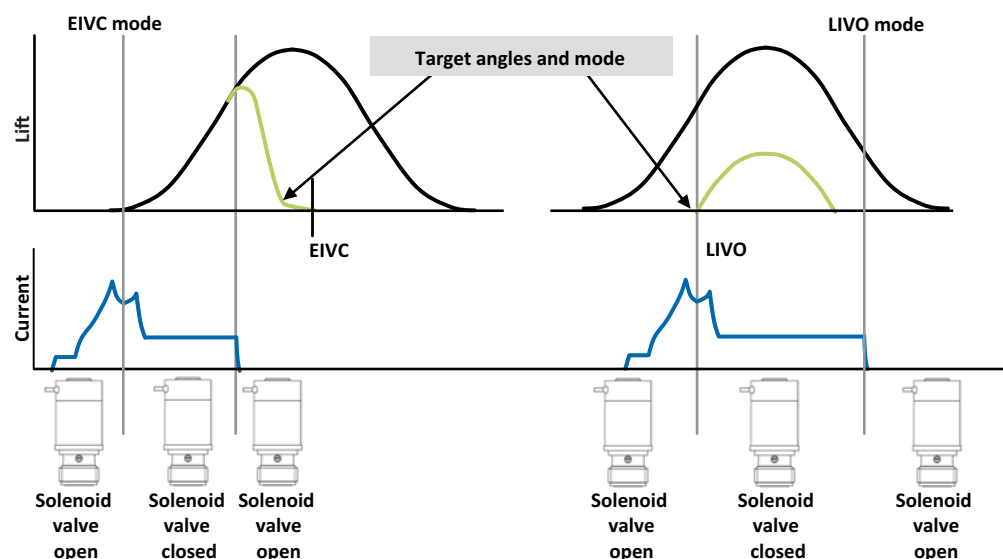 EIVC mode
LIVO mode
Target angles and mode
Lift
EIVC
LIVO
Current
Solenoid
valve
open
Solenoid
valve
closed
Solenoid
valve
open
Solenoid
valve
open
Solenoid
valve
closed
Solenoid
valve
open